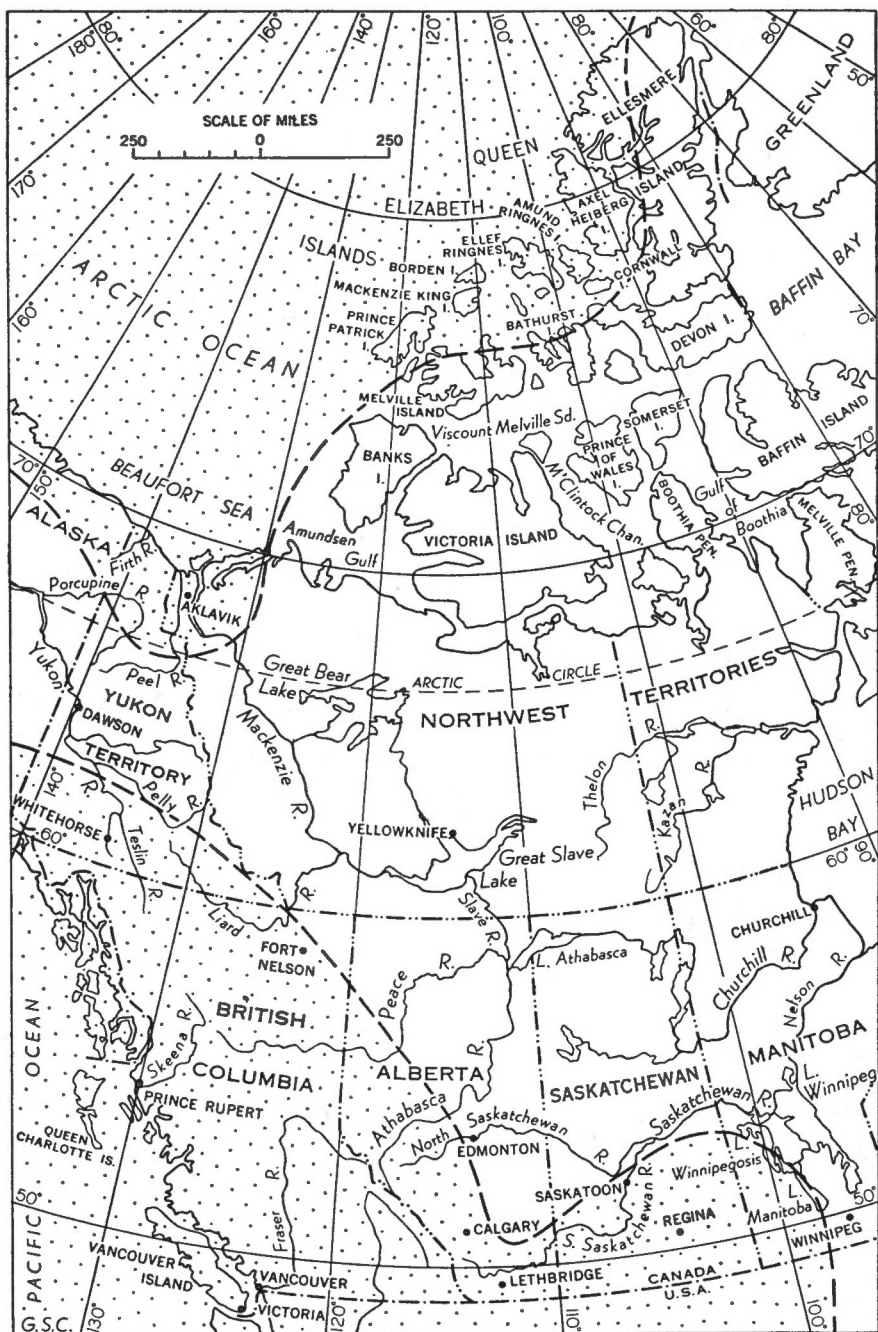 180°
160°
140°
120°
100°
80°
60°
80°
80°
50°
SCALE OF MILES
250 0 250
ELLESMERE
ISLAND
GREENLAND
QUEEN
ELIZABETH
ISLANDS
170°
AXEL
HEIBERG
I.
AMUND
RINGNES
I.
ELLEF
RINGNES
I.
BORDEN I.
MACKENZIE KING
I.
PRINCE
PATRICK
I.
CORNWALL
I.
BATHURST
I.
DEVON I.
BAFFIN BAY
70°
ARCTIC OCEAN
160°
MELVILLE
ISLAND
Viscount Melville Sd.
BANKS
I.
PRINCE
OF
WALES
I.
SOMERSET
I.
BAFFIN ISLAND
70°
M'Clintock Chan.
BOOTHIA
PEN.
Gulf
of
Boothia
80°
MELVILLE PEN.
BEAUFORT SEA
70°
150°
Amundsen
Gulf
VICTORIA ISLAND
ALASKA
Firth R.
Porcupine R.
AKLAVIK
Yukon
Peel R.
Great Bear
Lake
ARCTIC CIRCLE
YUKON
TERRITORY
DAWSON
NORTHWEST TERRITORIES
Mackenzie R.
Thelon R.
Kazan R.
HUDSON
BAY
140°
R.
Pelly R.
WHITEHORSE
60°
Teslin R.
YELLOWKNIFE
Great Slave
Lake
60°
90°
Liard R.
Slave R.
FORT
NELSON
L. Athabasca
CHURCHILL
Churchill R.
Nelson R.
Peace R.
BRITISH
COLUMBIA
Skeena R.
PRINCE RUPERT
ALBERTA
SASKATCHEWAN
MANITOBA
Athabasca R.
North Saskatchewan R.
Saskatchewan R.
L.
Winnipeg
QUEEN
CHARLOTTE IS.
EDMONTON
SASKATOON
L.
Winnipegosis
L.
Manitoba
50°
Fraser R.
CALGARY
S. Saskatchewan R.
REGINA
WINNIPEG
50°
PACIFIC OCEAN
VANCOUVER
ISLAND
VANCOUVER
VICTORIA
LETHBRIDGE
CANADA
U.S.A.
G.S.C.
130°
120°
110°
100°